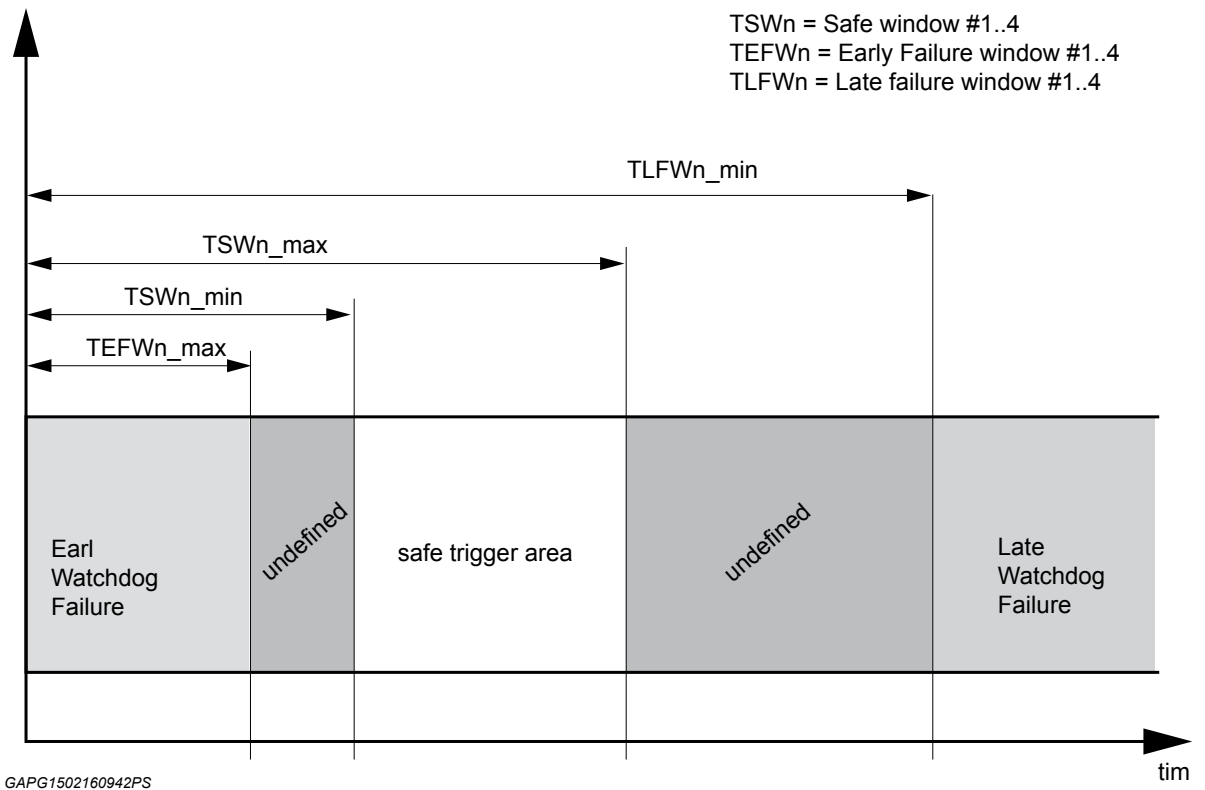 TSWn = Safe window #1..4
TEFWn = Early Failure window #1..4
TLFWn = Late failure window #1..4
TLFWn_min
TSWn_max
TSWn_min
TEFWn_max
Earl
Watchdog
Failure
undefined
safe trigger area
undefined
Late
Watchdog
Failure
tim
GAPG1502160942PS